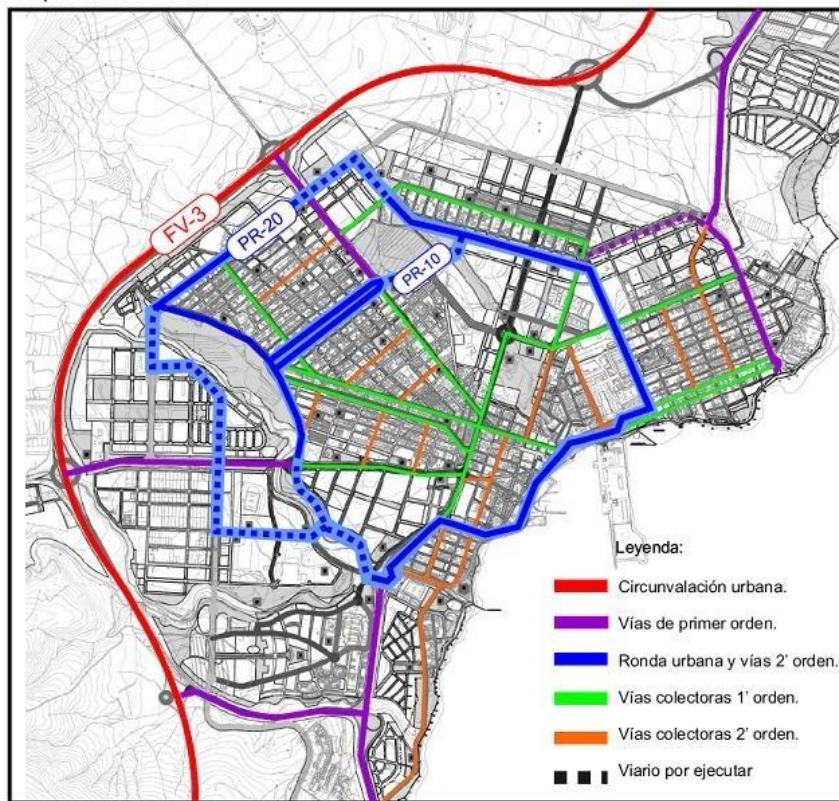 FV-3
PR-20
PR-10
Leyenda:
Circunvalación urbana.
Vías de primer orden.
Ronda urbana y vías 2' orden.
Vías colectoras 1' orden.
Vías colectoras 2' orden.
Viario por ejecutar